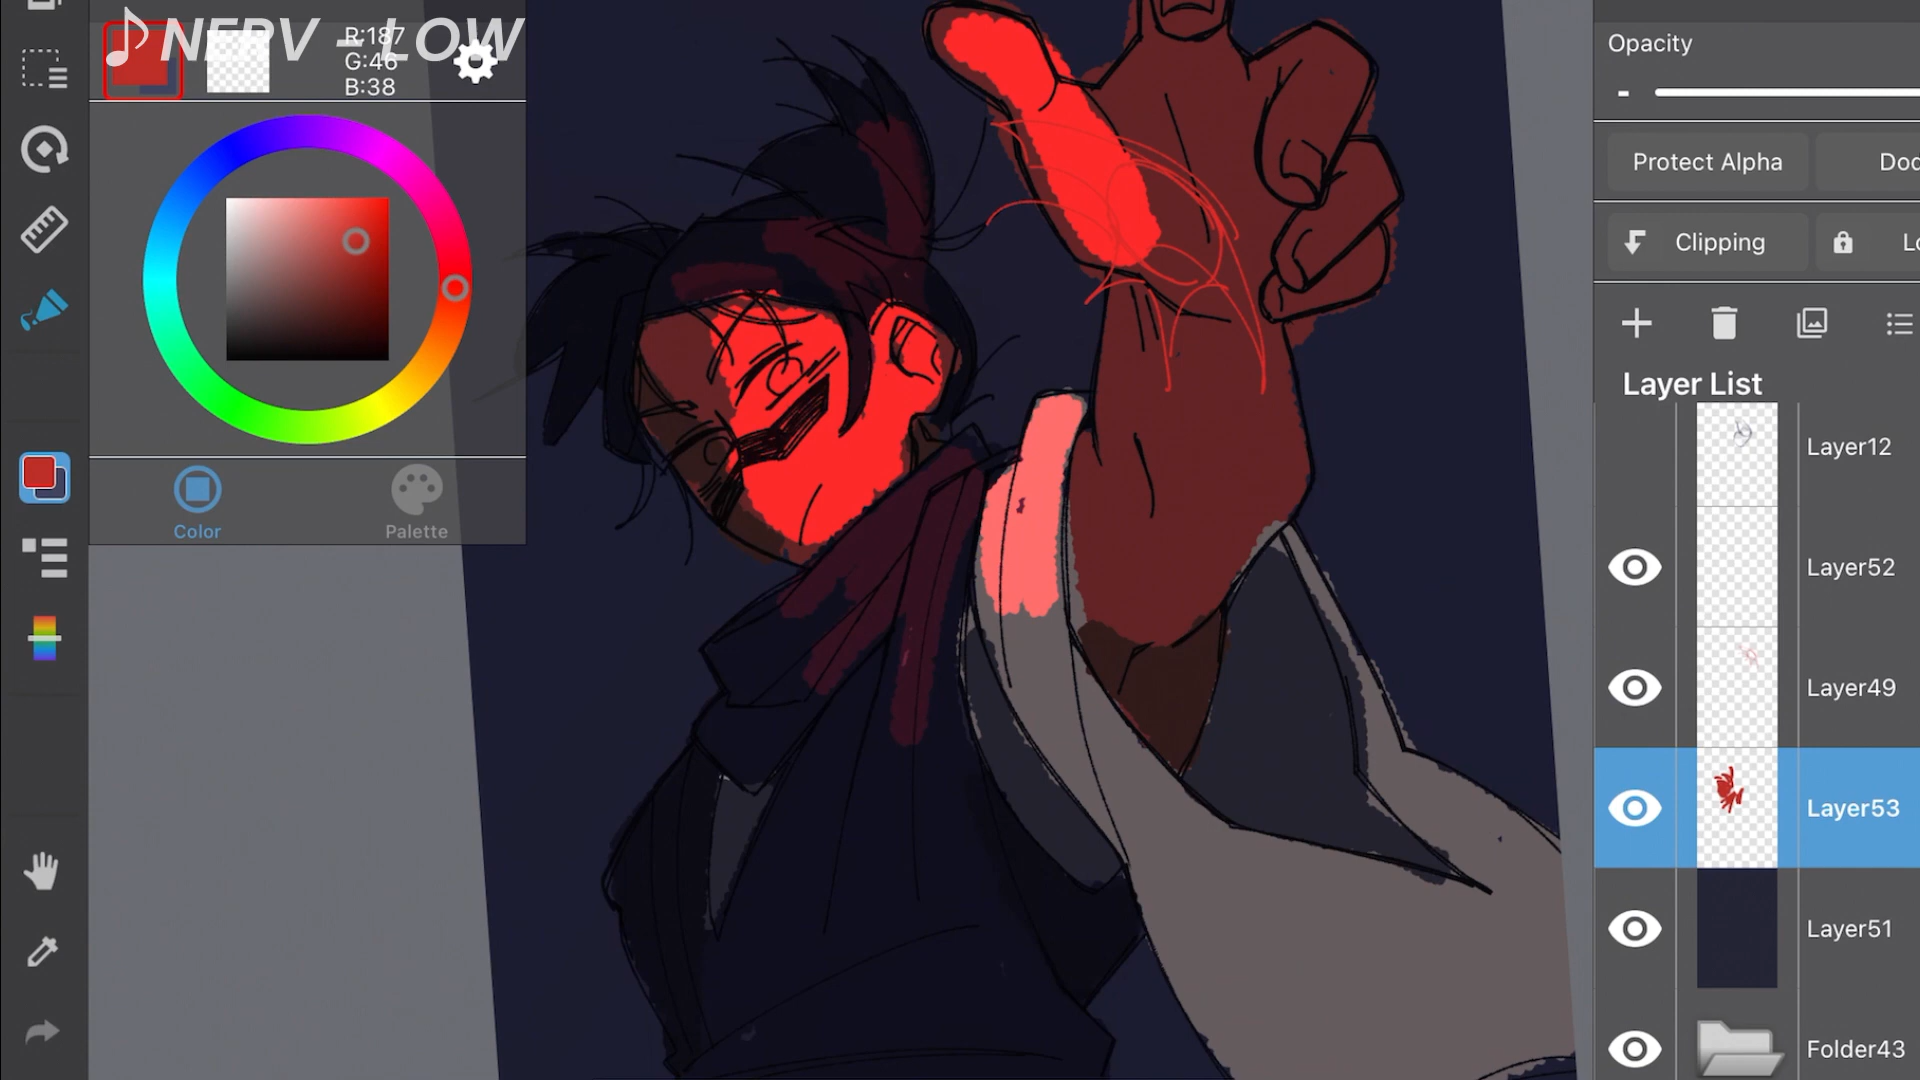 NERV - LOW
R:187
G:46
B:38
Color
Palette
Opacity
-
Protect Alpha
Clipping
Layer List
Layer12
Layer52
Layer49
Layer53
Layer51
Folder43